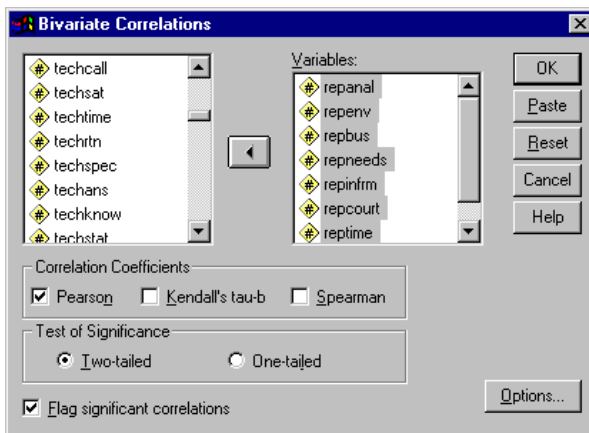 Bivariate Correlations
techcall
techsat
techtime
techrtn
techspec
techans
techknow
techstat
Variables:
repanal
repenv
repbus
repneeds
repinfrm
repcourt
reptime
OK
Paste
Reset
Cancel
Help
Correlation Coefficients
Pearson Kendall's tau-b Spearman
Test of Significance
Two-tailed One-tailed
Flag significant correlations
Options...